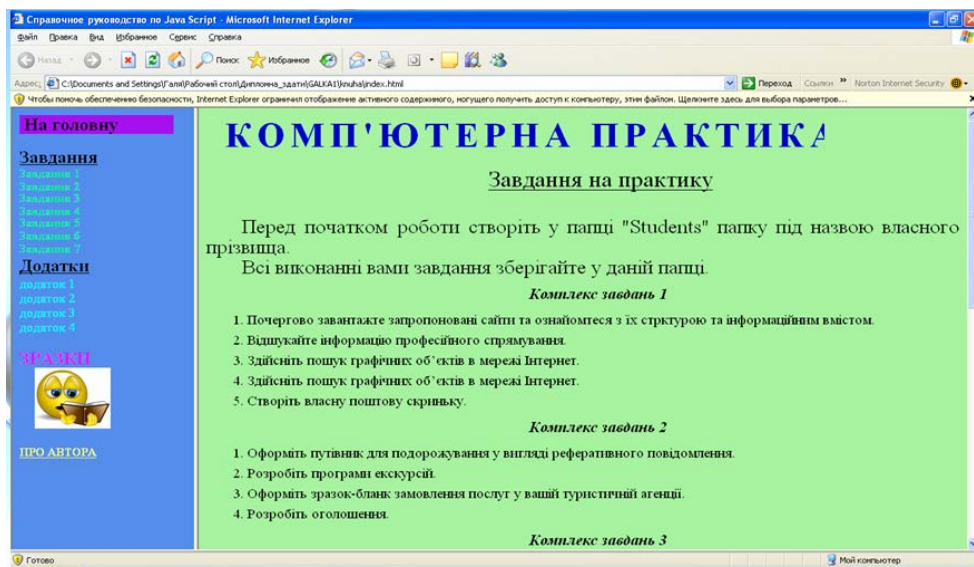 Справочное руководство по Java Script - Microsoft Internet Explorer
Файл Правка Вид Избранное Сервис Справка
Назад Поиск Избранное
Адрес: C:\Documents and Settings\Галя\Рабочий стол\Дипломна_здати\GALKA1\knuha\index.html Переход Ссылки » Norton Internet Security
Чтобы помочь обеспечению безопасности, Internet Explorer ограничил отображение активного содержимого, могущего получить доступ к компьютеру, этим файлом. Щелкните здесь для выбора параметров...
На головну
Завдання
Завдання 1
Завдання 2
Завдання 3
Завдання 4
Завдання 5
Завдання 6
Завдання 7
Додатки
додаток 1
додаток 2
додаток 3
додаток 4
ЗРАЗКИ
ПРО АВТОРА
КОМП'ЮТЕРНА ПРАКТИКА
Завдання на практику
Перед початком роботи створіть у папці "Students" папку під назвою власного
прізвища.
Всі виконанні вами завдання зберігайте у даній папці.
Комплекс завдань 1
1. Почергово завантажте запропоновані сайти та ознайомтеся з їх стрктурою та інформаційним вмістом.
2. Відшукайте інформацію професійного спрямування.
3. Здійсніть пошук графічних об'єктів в мережі Інтернет.
4. Здійсніть пошук графічних об'єктів в мережі Інтернет.
5. Створіть власну поштову скриньку.
Комплекс завдань 2
1. Оформіть путівник для подорожування у вигляді реферативного повідомлення.
2. Розробіть програми екскурсій.
3. Оформіть зразок-бланк замовлення послуг у вашій туристичній агенції.
4. Розробіть оголошення.
Комплекс завдань 3
Готово
Мой компьютер